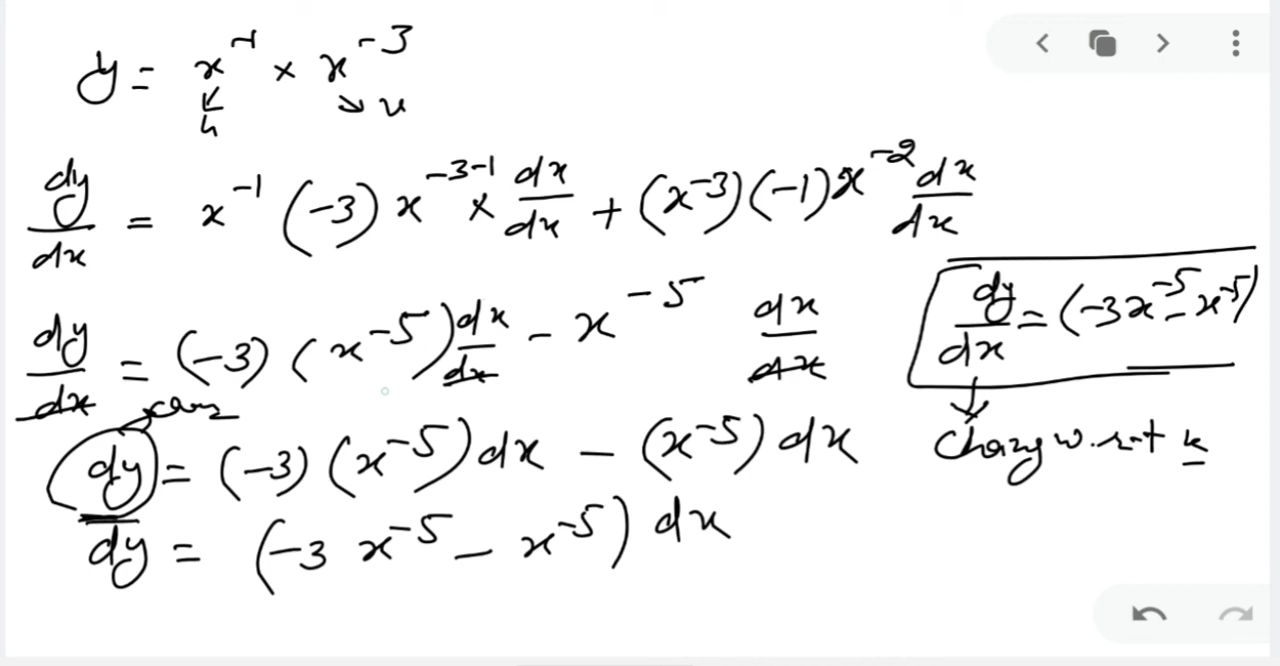 y = x^-1 × x^-3
↙ ↘ u
dy/dx = x^-1 (-3) x^-3-1 × dx/dx + (x^-3)(-1)x^-2 dx/dx
dy/dx = (-3) (x^-5) dx/dx - x^-5 dx/dx
dy = (-3) (x^-5) dx - (x^-5) dx
dy = (-3 x^-5 - x^-5) dx
dy/dx = (-3x^-5 - x^-5)
w.r.t x